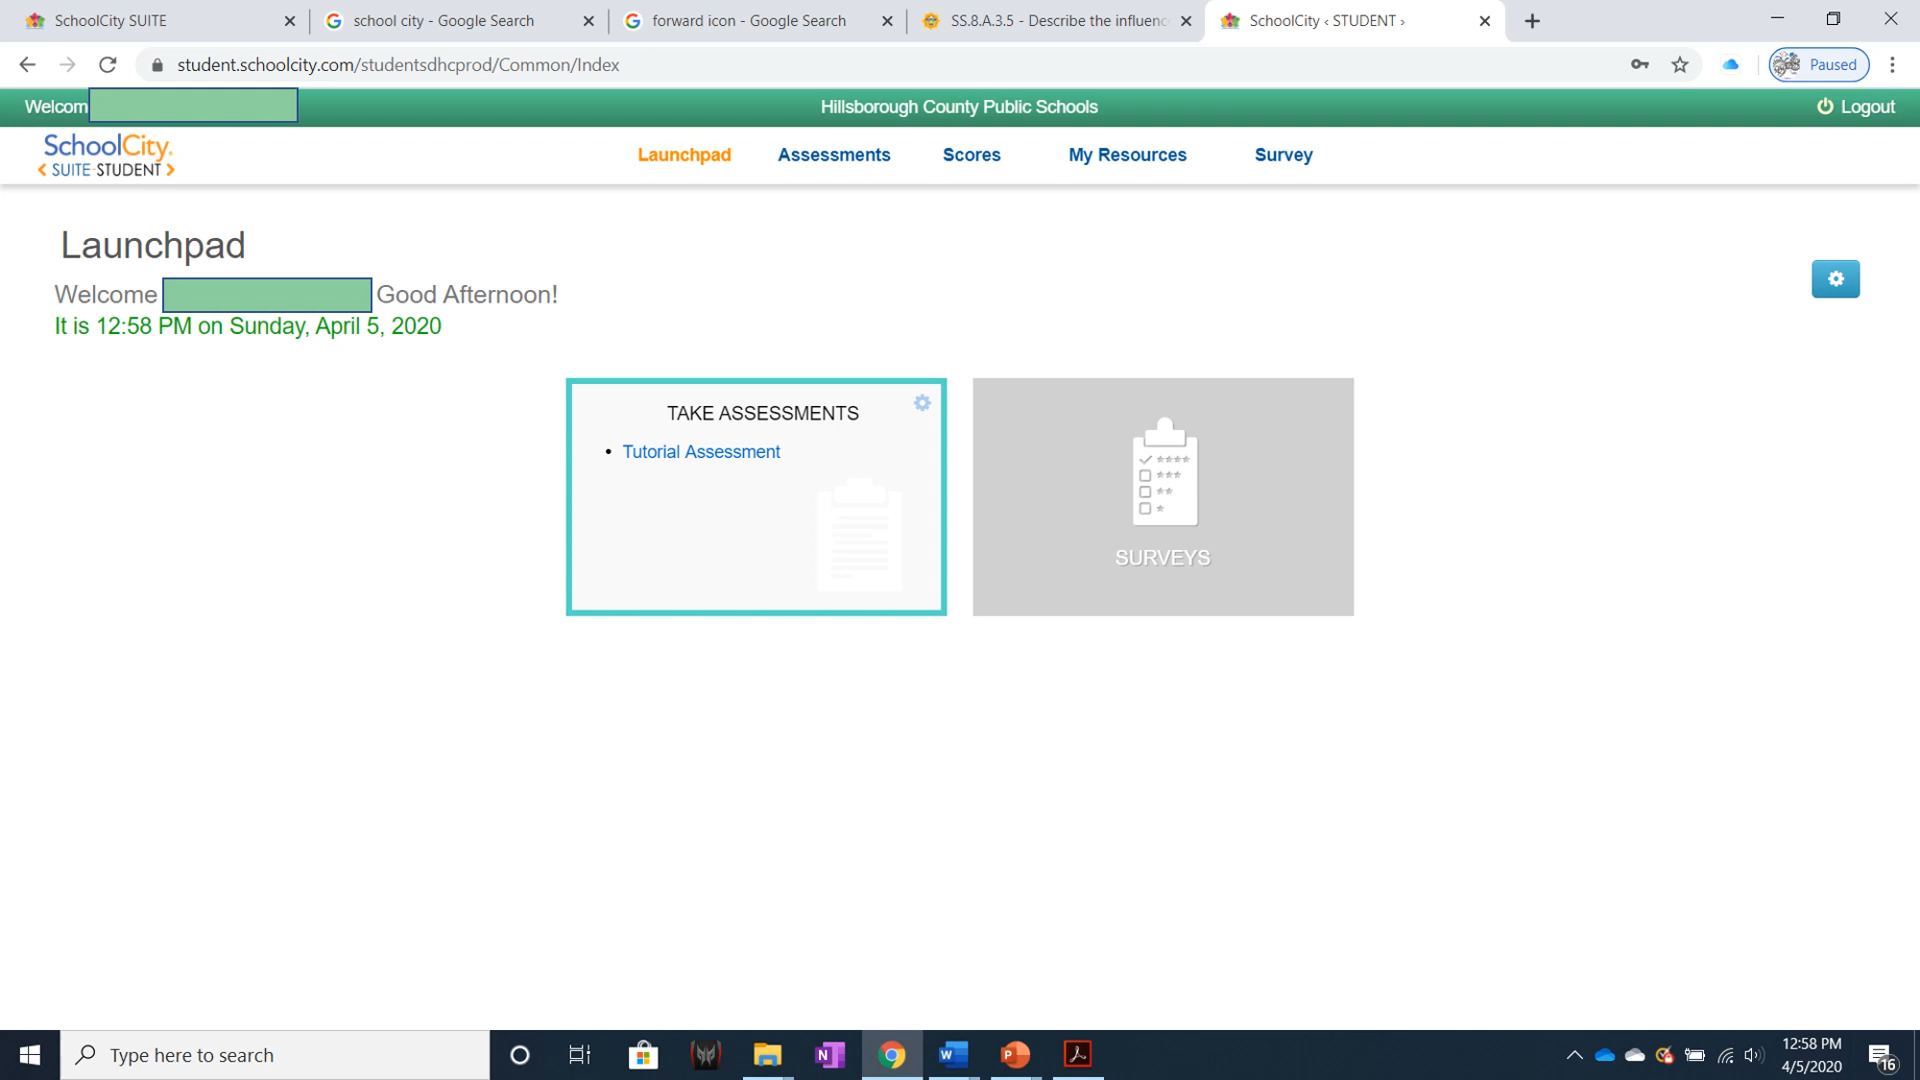 SchoolCity SUITE
school city - Google Search
forward icon - Google Search
SS.8.A.3.5 - Describe the influenc
SchoolCity ‹ STUDENT ›
student.schoolcity.com/studentsdhcprod/Common/Index
Paused
Welcom
Hillsborough County Public Schools
Logout
SchoolCity
SUITE-STUDENT
Launchpad
Assessments
Scores
My Resources
Survey
Launchpad
Welcome
Good Afternoon!
It is 12:58 PM on Sunday, April 5, 2020
TAKE ASSESSMENTS
• Tutorial Assessment
SURVEYS
Type here to search
12:58 PM
4/5/2020
16